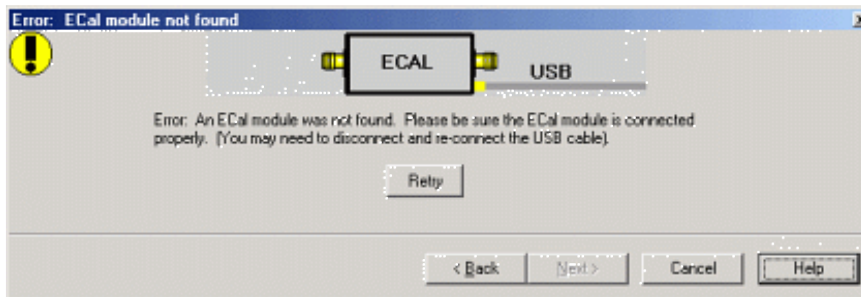 Error: ECal module not found
ECAL
USB
Error: An ECal module was not found. Please be sure the ECal module is connected
properly. (You may need to disconnect and re-connect the USB cable).
Retry
< Back Next > Cancel Help